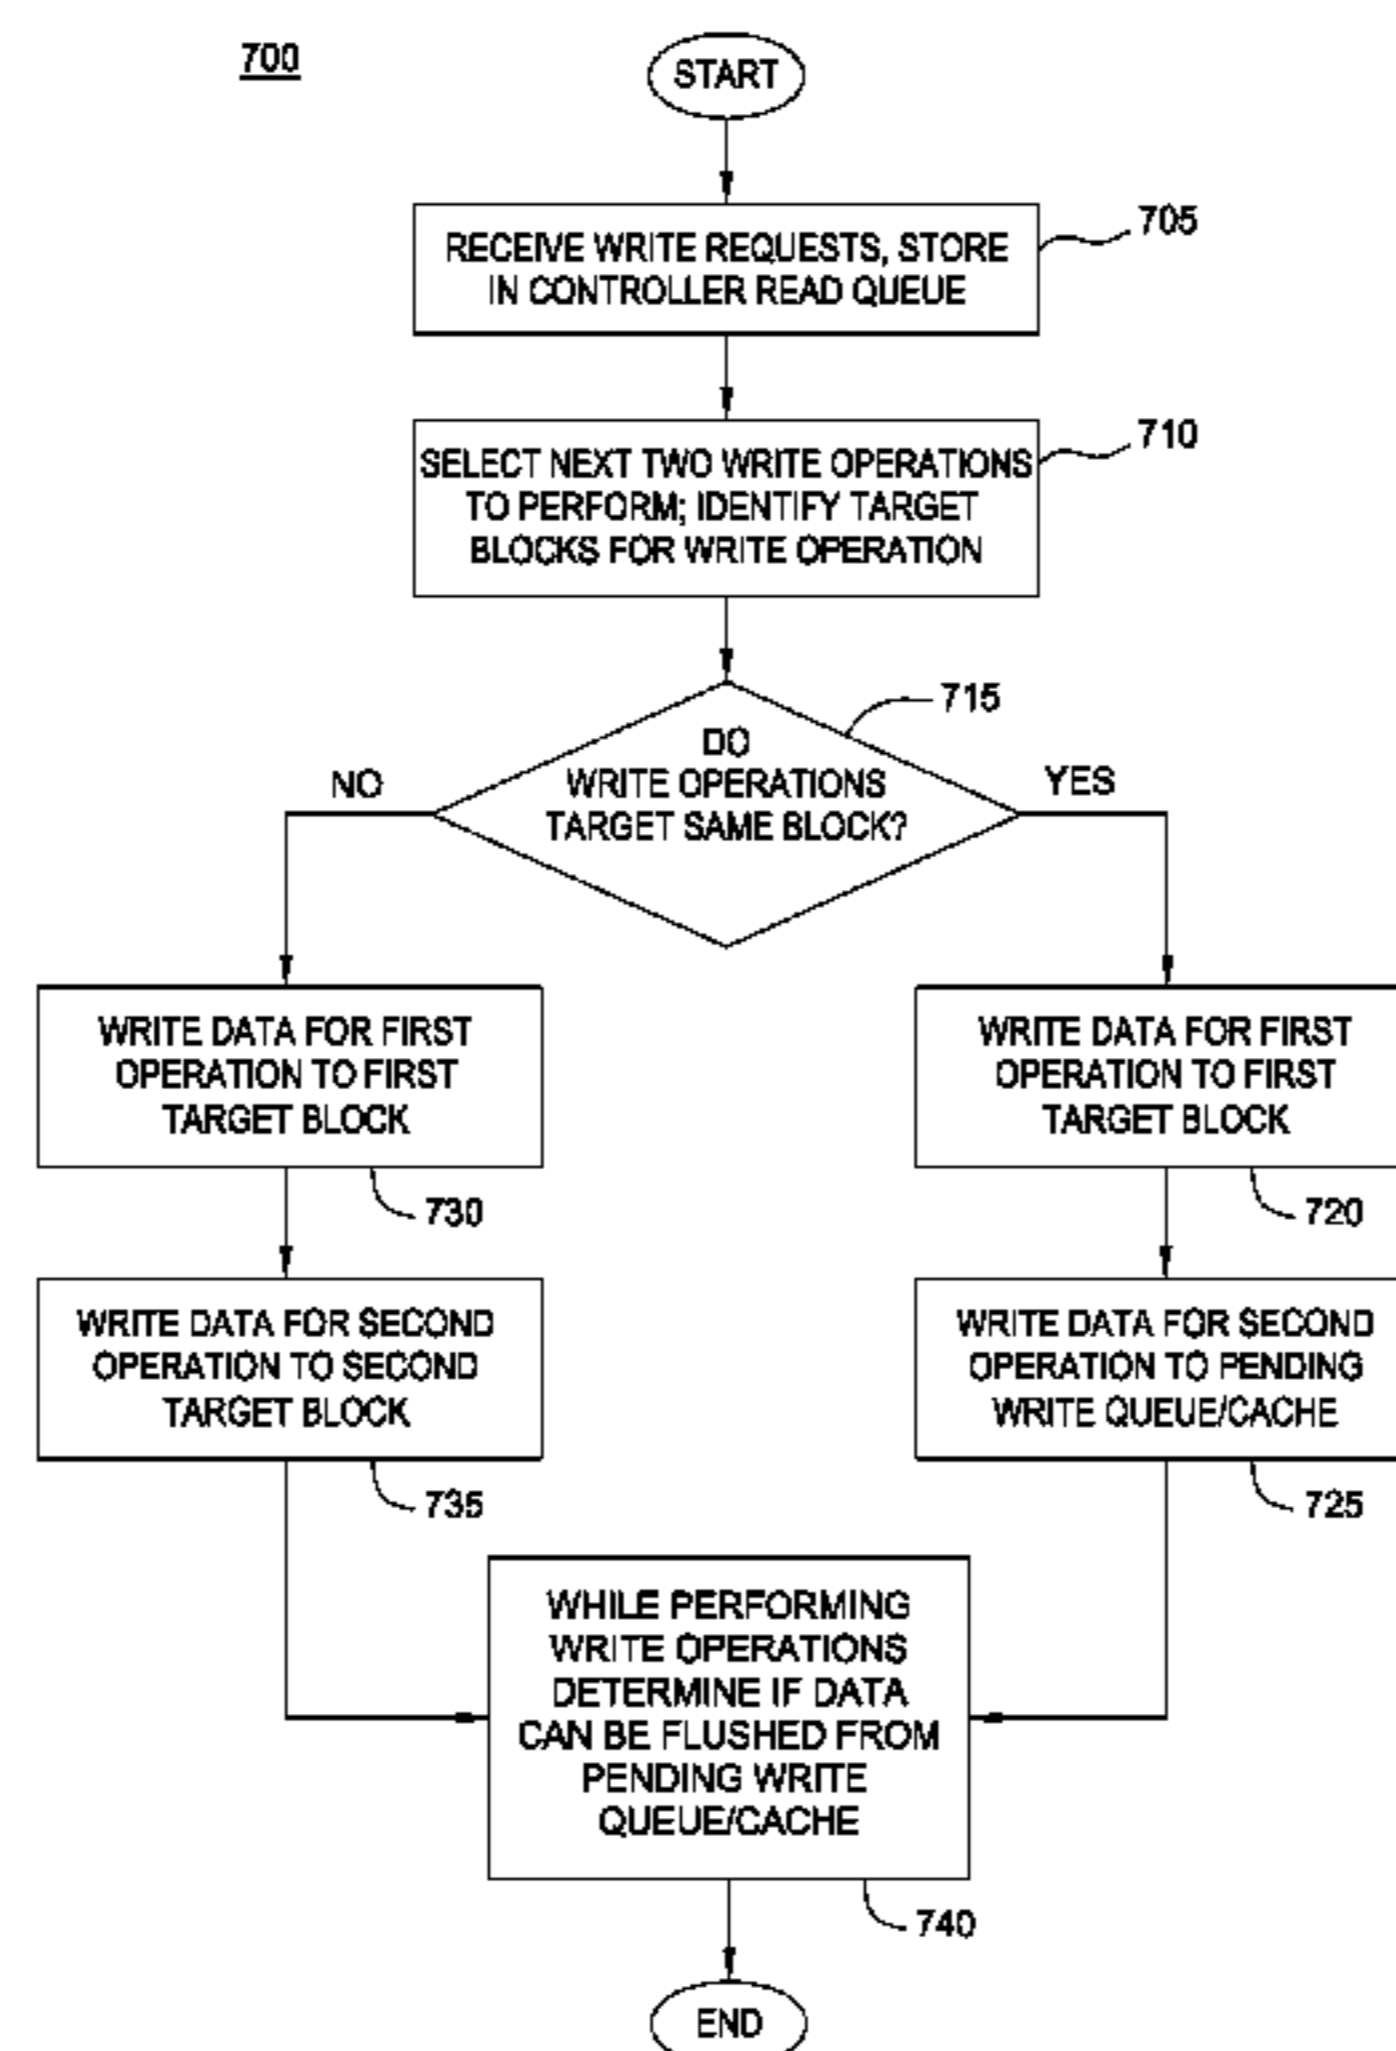 700
START
RECEIVE WRITE REQUESTS, STORE
IN CONTROLLER READ QUEUE
705
SELECT NEXT TWO WRITE OPERATIONS
TO PERFORM; IDENTIFY TARGET
BLOCKS FOR WRITE OPERATION
710
DO
WRITE OPERATIONS
TARGET SAME BLOCK?
715
NO
YES
WRITE DATA FOR FIRST
OPERATION TO FIRST
TARGET BLOCK
730
WRITE DATA FOR FIRST
OPERATION TO FIRST
TARGET BLOCK
720
WRITE DATA FOR SECOND
OPERATION TO SECOND
TARGET BLOCK
735
WRITE DATA FOR SECOND
OPERATION TO PENDING
WRITE QUEUE/CACHE
725
WHILE PERFORMING
WRITE OPERATIONS
DETERMINE IF DATA
CAN BE FLUSHED FROM
PENDING WRITE
QUEUE/CACHE
740
END